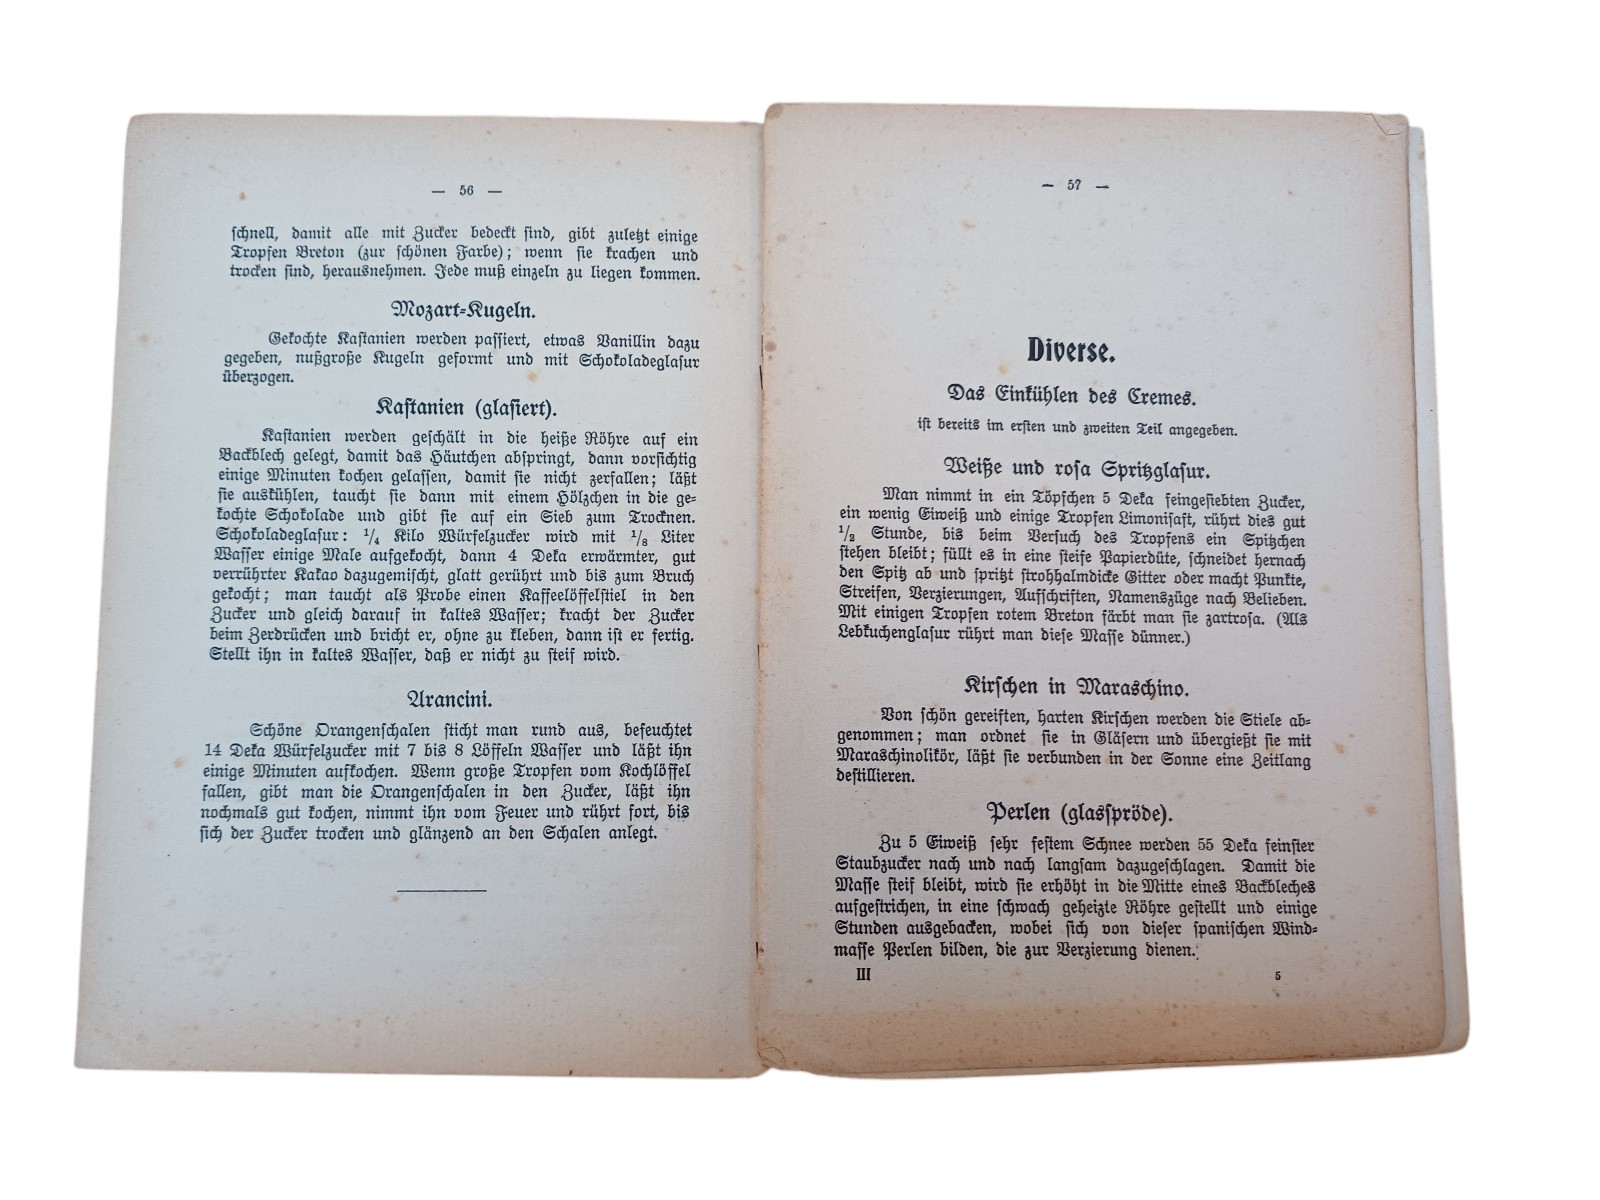 — 56 —
schnell, damit alle mit Zucker bedeckt sind, gibt zuletzt einige
Tropfen Breton (zur schönen Farbe); wenn sie krachen und
trocken sind, herausnehmen. Jede muß einzeln zu liegen kommen.
Mozart-Kugeln.
Gekochte Kastanien werden passiert, etwas Vanillin dazu
gegeben, nußgroße Kugeln geformt und mit Schokoladeglasur
überzogen.
Kastanien (glasiert).
Kastanien werden geschält in die heiße Röhre auf ein
Backblech gelegt, damit das Häutchen abspringt, dann vorsichtig
einige Minuten kochen gelassen, damit sie nicht zerfallen; läßt
sie auskühlen, taucht sie dann mit einem Hölzchen in die ge-
kochte Schokolade und gibt sie auf ein Sieb zum Trocknen.
Schokoladeglasur: 1/4 Kilo Würfelzucker wird mit 1/8 Liter
Wasser einige Male aufgekocht, dann 4 Deka erwärmter, gut
verrührter Kakao dazugemischt, glatt gerührt und bis zum Bruch
gekocht; man taucht als Probe einen Kaffeelöffelstiel in den
Zucker und gleich darauf in kaltes Wasser; kracht der Zucker
beim Zerdrücken und bricht er, ohne zu kleben, dann ist er fertig.
Stellt ihn in kaltes Wasser, daß er nicht zu steif wird.
Arancini.
Schöne Orangenschalen sticht man rund aus, befeuchtet
14 Deka Würfelzucker mit 7 bis 8 Löffeln Wasser und läßt ihn
einige Minuten aufkochen. Wenn große Tropfen vom Kochlöffel
fallen, gibt man die Orangenschalen in den Zucker, läßt ihn
nochmals gut kochen, nimmt ihn vom Feuer und rührt fort, bis
sich der Zucker trocken und glänzend an den Schalen anlegt.
— 57 —
Diverse.
Das Einkühlen des Cremes.
ist bereits im ersten und zweiten Teil angegeben.
Weiße und rosa Spritzglasur.
Man nimmt in ein Töpfchen 5 Deka feingesiebten Zucker,
ein wenig Eiweiß und einige Tropfen Limonisaft, rührt dies gut
1/2 Stunde, bis beim Versuch des Tropfens ein Spitzchen
stehen bleibt; füllt es in eine steife Papierdüte, schneidet hernach
den Spitz ab und spritzt strohhalmdicke Gitter oder macht Punkte,
Streifen, Verzierungen, Aufschriften, Namenszüge nach Belieben.
Mit einigen Tropfen rotem Breton färbt man sie zartrosa. (Als
Lebkuchenglasur rührt man diese Masse dünner.)
Kirschen in Maraschino.
Von schön gereiften, harten Kirschen werden die Stiele ab-
genommen; man ordnet sie in Gläsern und übergießt sie mit
Maraschinolikör, läßt sie verbunden in der Sonne eine Zeitlang
destillieren.
Perlen (glasspröde).
Zu 5 Eiweiß sehr festem Schnee werden 55 Deka feinster
Staubzucker nach und nach langsam dazugeschlagen. Damit die
Masse steif bleibt, wird sie erhöht in die Mitte eines Backbleches
aufgestrichen, in eine schwach geheizte Röhre gestellt und einige
Stunden ausgebacken, wobei sich von dieser spanischen Wind-
masse Perlen bilden, die zur Verzierung dienen.
III 5